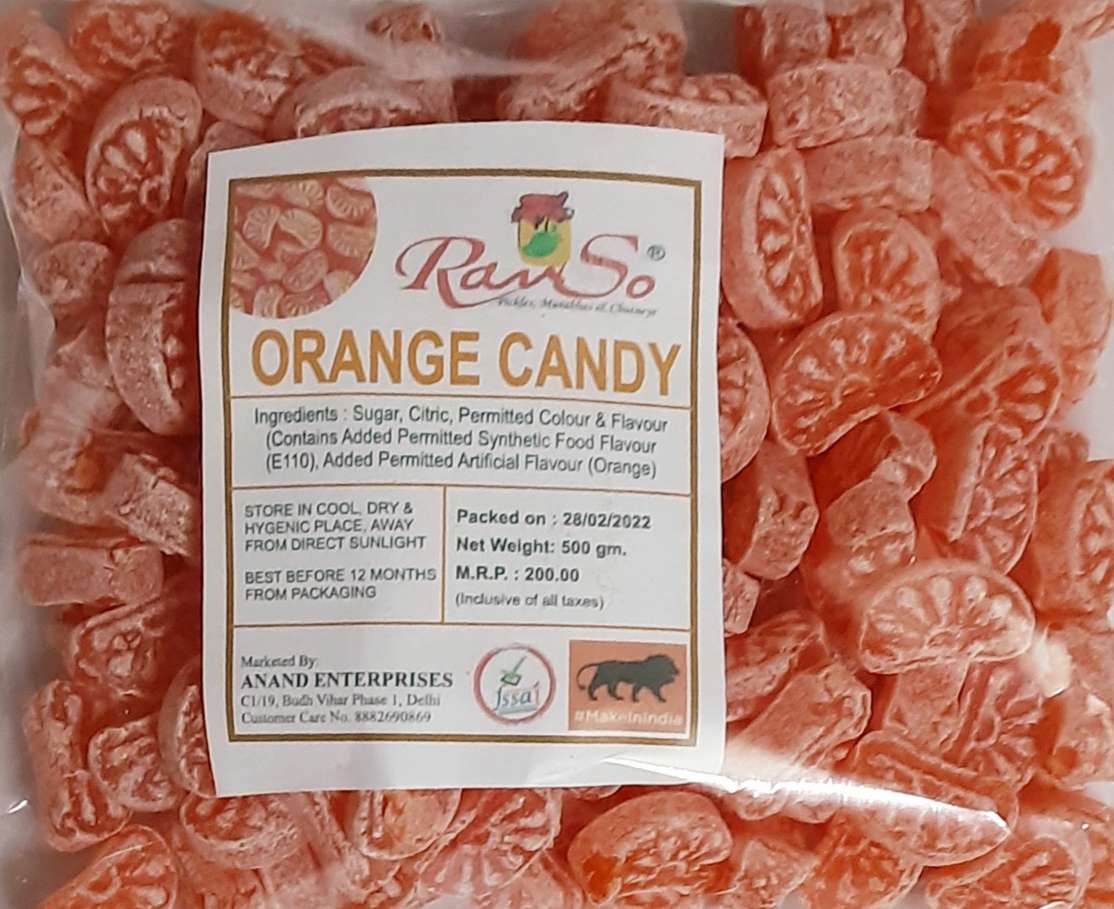 RanSo ®
Pickles, Murabbas & Chutneys
ORANGE CANDY
Ingredients : Sugar, Citric, Permitted Colour & Flavour
(Contains Added Permitted Synthetic Food Flavour
(E110), Added Permitted Artificial Flavour (Orange)
STORE IN COOL, DRY &
HYGENIC PLACE, AWAY
FROM DIRECT SUNLIGHT
BEST BEFORE 12 MONTHS
FROM PACKAGING
Packed on : 28/02/2022
Net Weight: 500 gm.
M.R.P. : 200.00
(Inclusive of all taxes)
Marketed By:
ANAND ENTERPRISES
C1/19, Budh Vihar Phase 1, Delhi
Customer Care No. 8882690869
fssai
#MakeInIndia